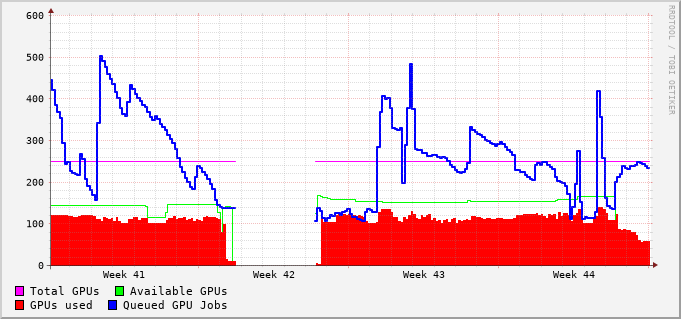 RRDTOOL / TOBI OETIKER
600
500
400
300
200
100
0
Week 41 Week 42 Week 43 Week 44
Total GPUs Available GPUs
GPUs used Queued GPU Jobs